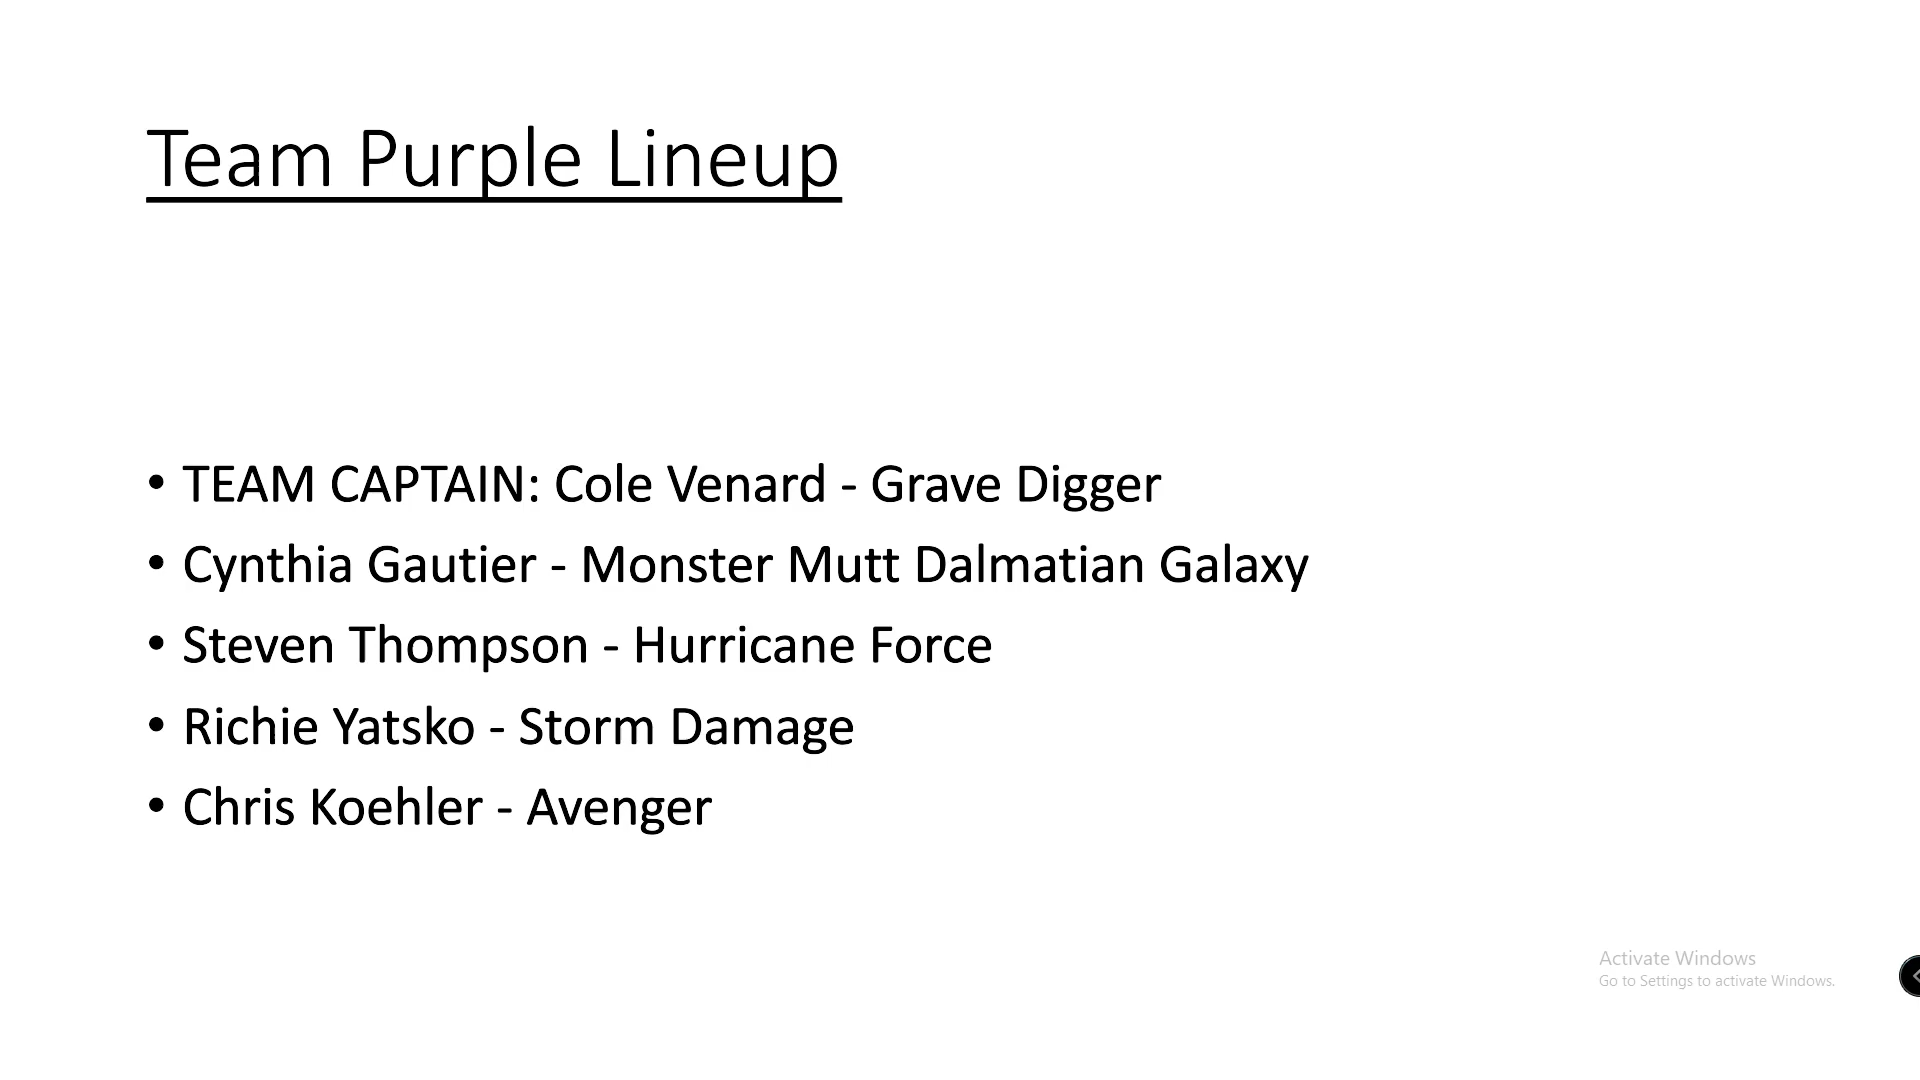 Team Purple Lineup
• TEAM CAPTAIN: Cole Venard - Grave Digger
• Cynthia Gautier - Monster Mutt Dalmatian Galaxy
• Steven Thompson - Hurricane Force
• Richie Yatsko - Storm Damage
• Chris Koehler - Avenger
Activate Windows
Go to Settings to activate Windows.